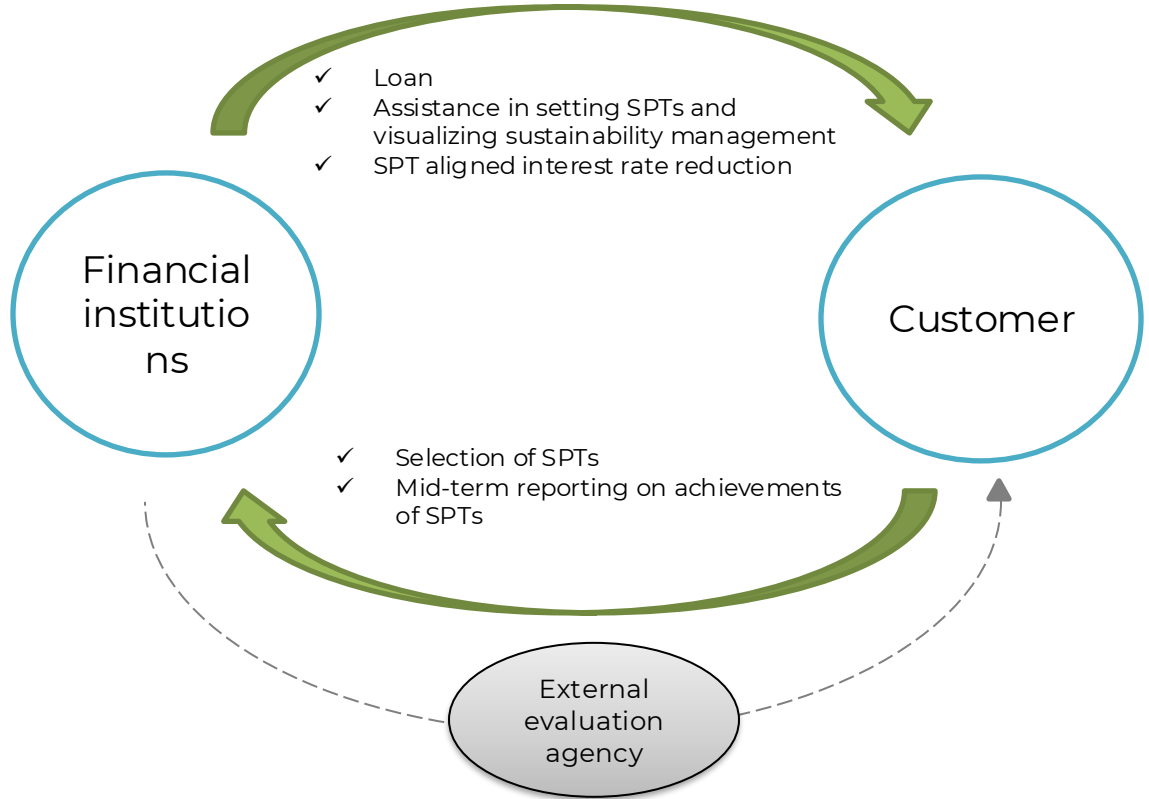 ✓ Loan
✓ Assistance in setting SPTs and
visualizing sustainability management
✓ SPT aligned interest rate reduction
Financial
institutio
ns
Customer
✓ Selection of SPTs
✓ Mid-term reporting on achievements
of SPTs
External
evaluation
agency